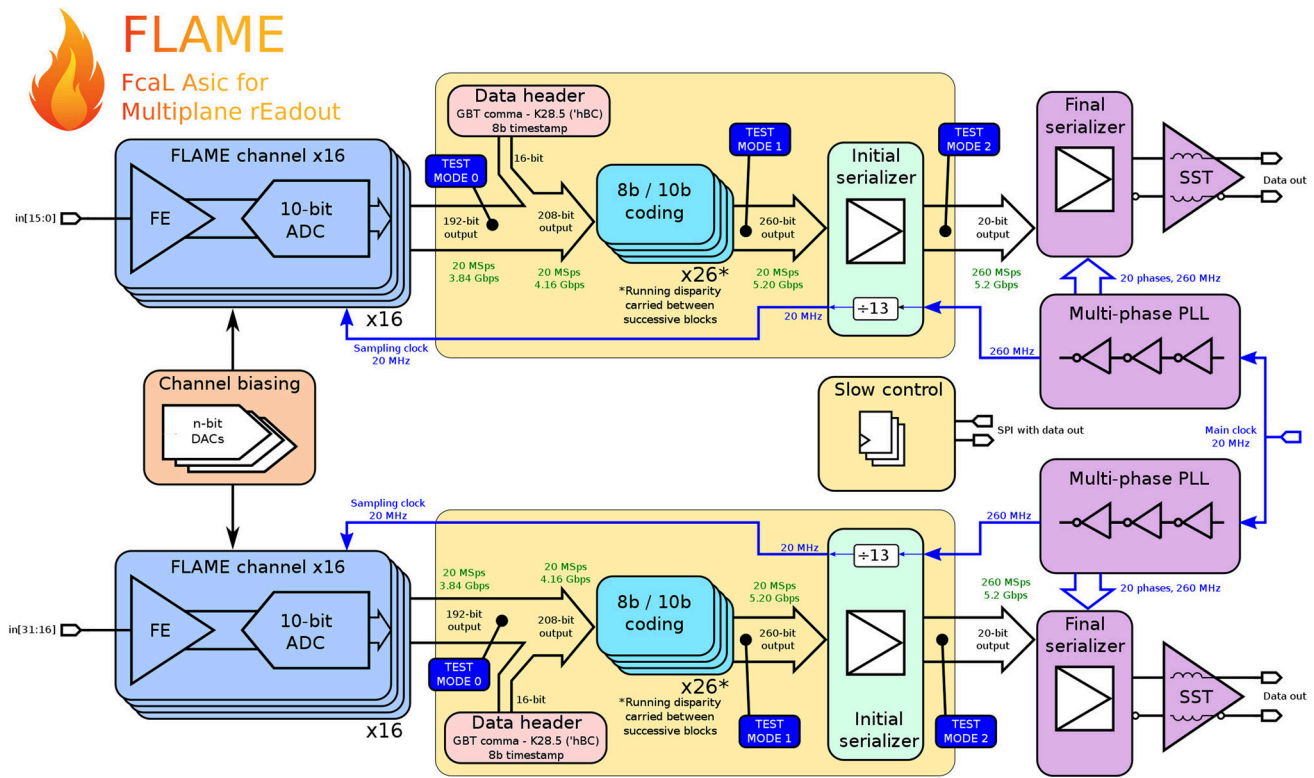 FLAME
FcaL Asic for
Multiplane rEadout
FLAME channel x16
in[15:0]
FE
10-bit
ADC
x16
Data header
GBT comma - K28.5 ('hBC)
8b timestamp
16-bit
TEST
MODE 0
192-bit
output
20 MSps
3.84 Gbps
208-bit
output
20 MSps
4.16 Gbps
8b / 10b
coding
x26*
*Running disparity
carried between
successive blocks
TEST
MODE 1
260-bit
output
20 MSps
5.20 Gbps
Initial
serializer
÷13
20 MHz
Sampling clock
20 MHz
TEST
MODE 2
20-bit
output
260 MSps
5.2 Gbps
Final
serializer
SST
Data out
20 phases, 260 MHz
Multi-phase PLL
260 MHz
Channel biasing
n-bit
DACs
Slow control
SPI with data out
Main clock
20 MHz
Multi-phase PLL
260 MHz
20 phases, 260 MHz
Sampling clock
20 MHz
20 MHz
÷13
FLAME channel x16
in[31:16]
FE
10-bit
ADC
x16
20 MSps
3.84 Gbps
192-bit
output
TEST
MODE 0
20 MSps
4.16 Gbps
208-bit
output
16-bit
Data header
GBT comma - K28.5 ('hBC)
8b timestamp
8b / 10b
coding
x26*
*Running disparity
carried between
successive blocks
20 MSps
5.20 Gbps
260-bit
output
TEST
MODE 1
Initial
serializer
260 MSps
5.2 Gbps
20-bit
output
TEST
MODE 2
Final
serializer
SST
Data out